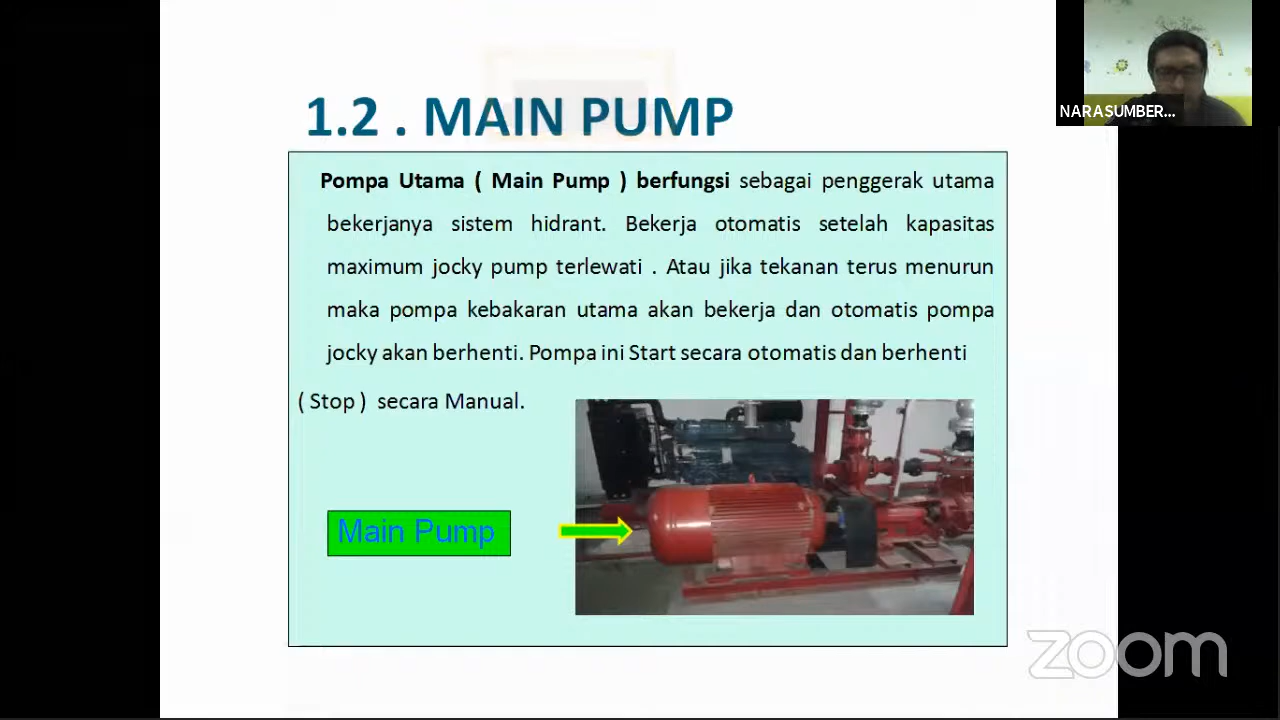 1.2 . MAIN PUMP
NARASUMBER...
Pompa Utama ( Main Pump ) berfungsi sebagai penggerak utama
bekerjanya sistem hidrant. Bekerja otomatis setelah kapasitas
maximum jocky pump terlewati . Atau jika tekanan terus menurun
maka pompa kebakaran utama akan bekerja dan otomatis pompa
jocky akan berhenti. Pompa ini Start secara otomatis dan berhenti
( Stop ) secara Manual.
Main Pump
zoom